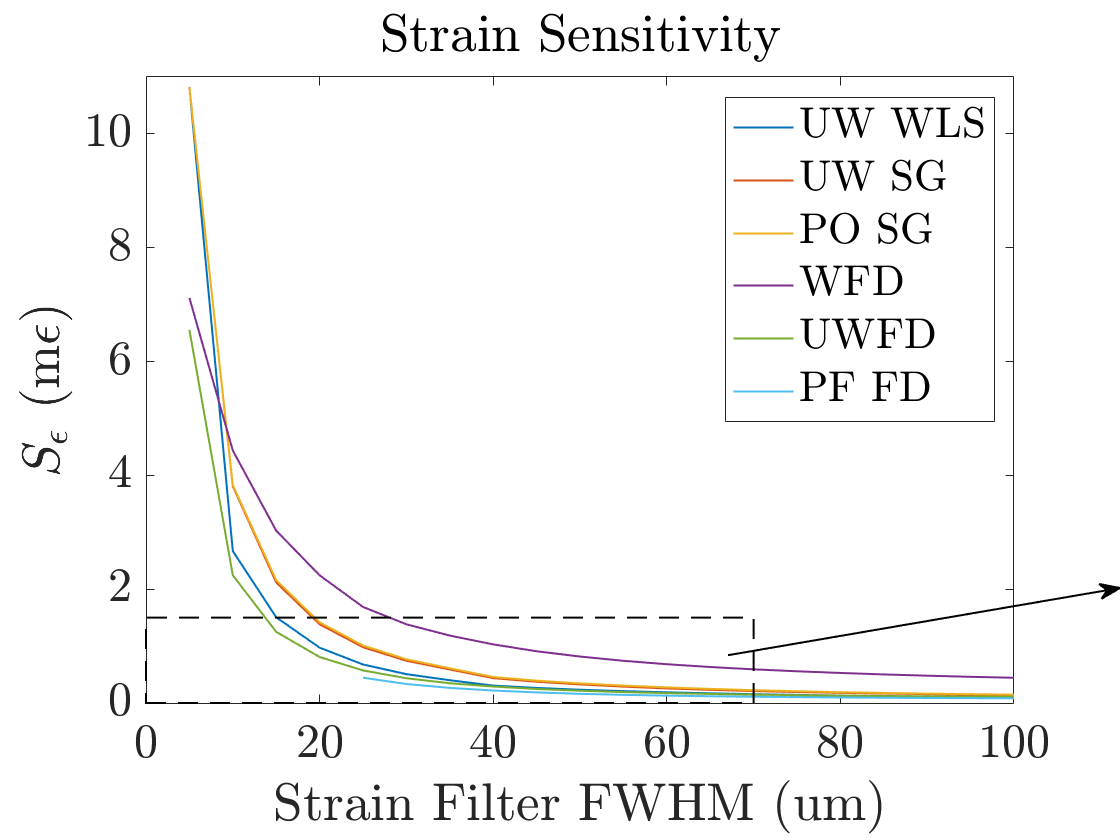 Strain Sensitivity
10
8
6
4
2
0
S_ϵ (mϵ)
UW WLS
UW SG
PO SG
WFD
UWFD
PF FD
0 20 40 60 80 100
Strain Filter FWHM (um)